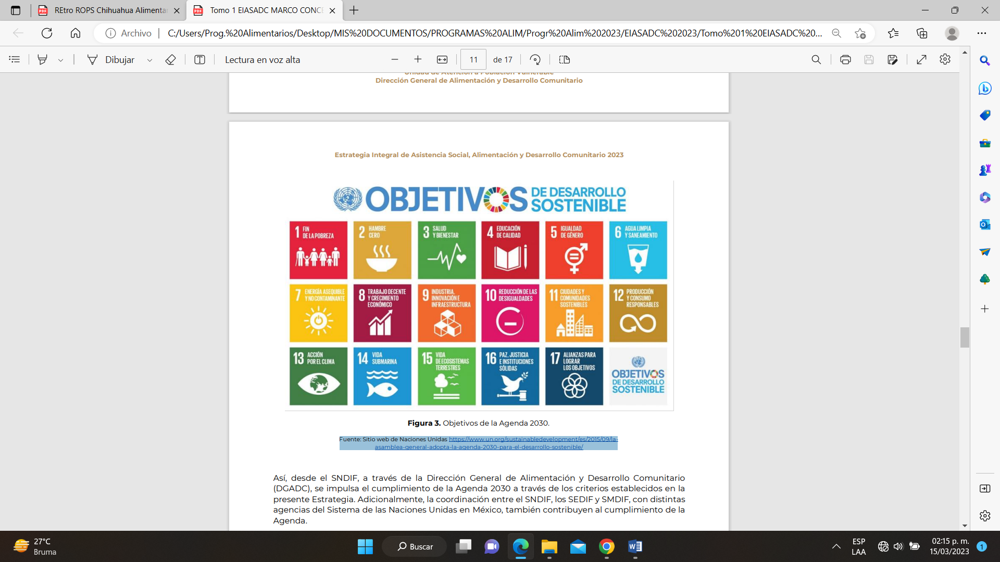 REtro ROPS Chihuahua Alimentar
Tomo 1 EIASADC MARCO CONCE
Archivo
C:/Users/Prog.%20Alimentarios/Desktop/MIS%20DOCUMENTOS/PROGRAMAS%20ALIM/Progr%20Alim%202023/EIASADC%202023/Tomo%201%20EIASADC%20...
Dibujar
Lectura en voz alta
11
de 17
Unidad de Atención a Población Vulnerable
Dirección General de Alimentación y Desarrollo Comunitario
Estrategia Integral de Asistencia Social, Alimentación y Desarrollo Comunitario 2023
OBJETIVOS DE DESARROLLO
SOSTENIBLE
1 FIN
DE LA POBREZA
2 HAMBRE
CERO
3 SALUD
Y BIENESTAR
4 EDUCACIÓN
DE CALIDAD
5 IGUALDAD
DE GÉNERO
6 AGUA LIMPIA
Y SANEAMIENTO
7 ENERGÍA ASEQUIBLE
Y NO CONTAMINANTE
8 TRABAJO DECENTE
Y CRECIMIENTO
ECONÓMICO
9 INDUSTRIA,
INNOVACIÓN E
INFRAESTRUCTURA
10 REDUCCIÓN DE LAS
DESIGUALDADES
11 CIUDADES Y
COMUNIDADES
SOSTENIBLES
12 PRODUCCIÓN
Y CONSUMO
RESPONSABLES
13 ACCIÓN
POR EL CLIMA
14 VIDA
SUBMARINA
15 VIDA
DE ECOSISTEMAS
TERRESTRES
16 PAZ, JUSTICIA
E INSTITUCIONES
SÓLIDAS
17 ALIANZAS PARA
LOGRAR
LOS OBJETIVOS
OBJETIVOS
DE DESARROLLO
SOSTENIBLE
Figura 3. Objetivos de la Agenda 2030.
Fuente: Sitio web de Naciones Unidas https://www.un.org/sustainabledevelopment/es/2015/09/la-
asamblea-general-adopta-la-agenda-2030-para-el-desarrollo-sostenible/
Así, desde el SNDIF, a través de la Dirección General de Alimentación y Desarrollo Comunitario
(DGADC), se impulsa el cumplimiento de la Agenda 2030 a través de los criterios establecidos en la
presente Estrategia. Adicionalmente, la coordinación entre el SNDIF, los SEDIF y SMDIF, con distintas
agencias del Sistema de las Naciones Unidas en México, también contribuyen al cumplimiento de la
Agenda.
27°C
Bruma
Buscar
ESP
LAA
02:15 p. m.
15/03/2023
1